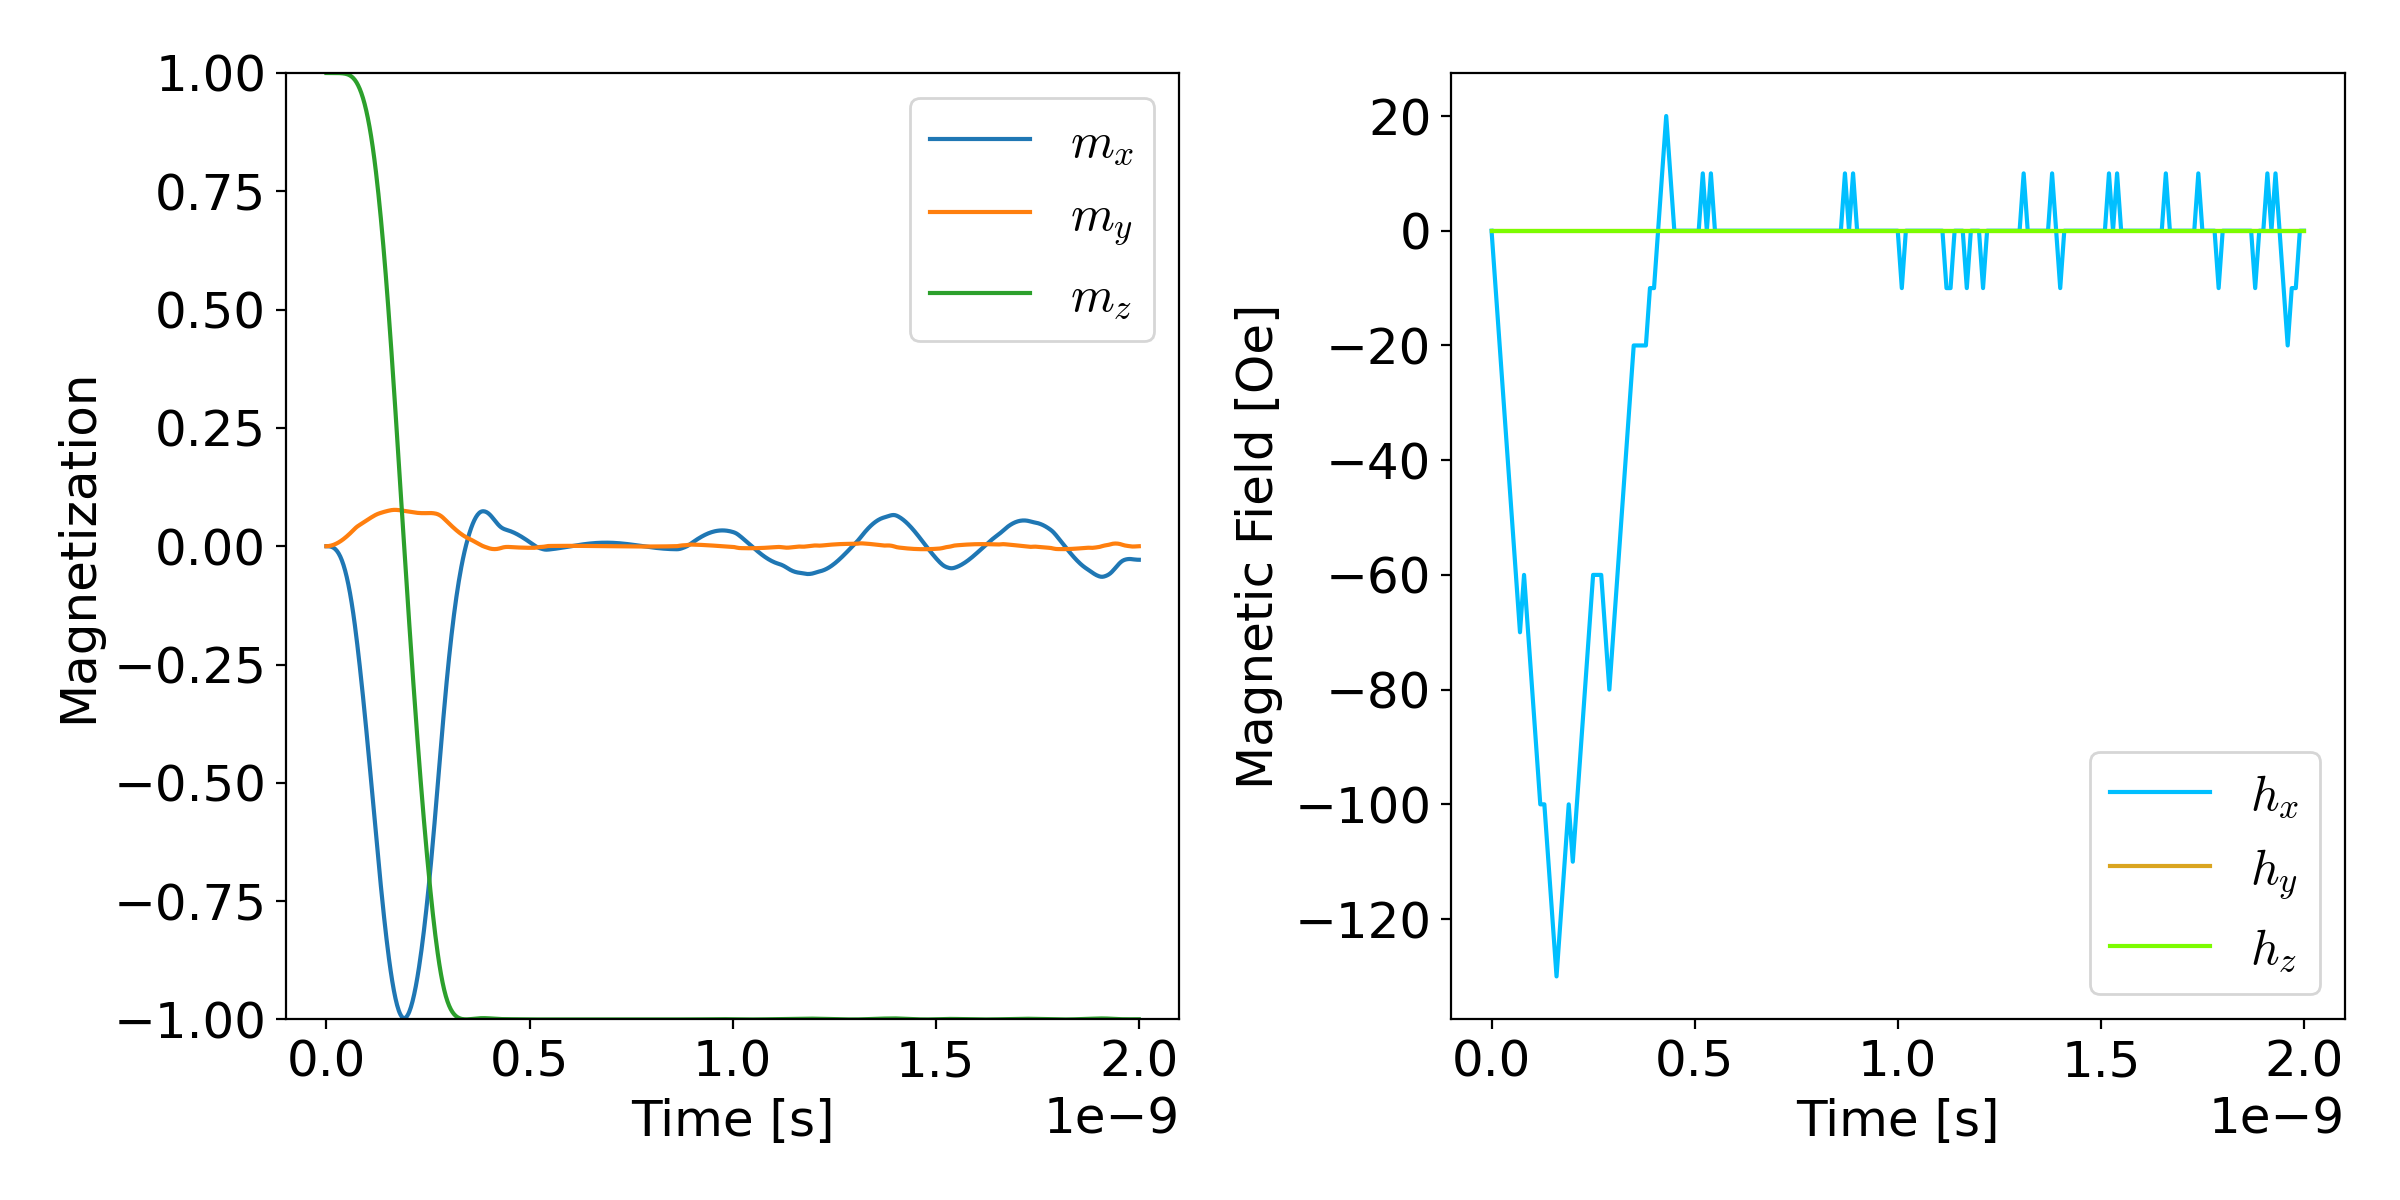 1.00
0.75
0.50
0.25
0.00
−0.25
−0.50
−0.75
−1.00
Magnetization
m_x
m_y
m_z
0.0 0.5 1.0 1.5 2.0
Time [s]
1e−9
20
0
−20
−40
−60
−80
−100
−120
Magnetic Field [Oe]
h_x
h_y
h_z
0.0 0.5 1.0 1.5 2.0
Time [s]
1e−9